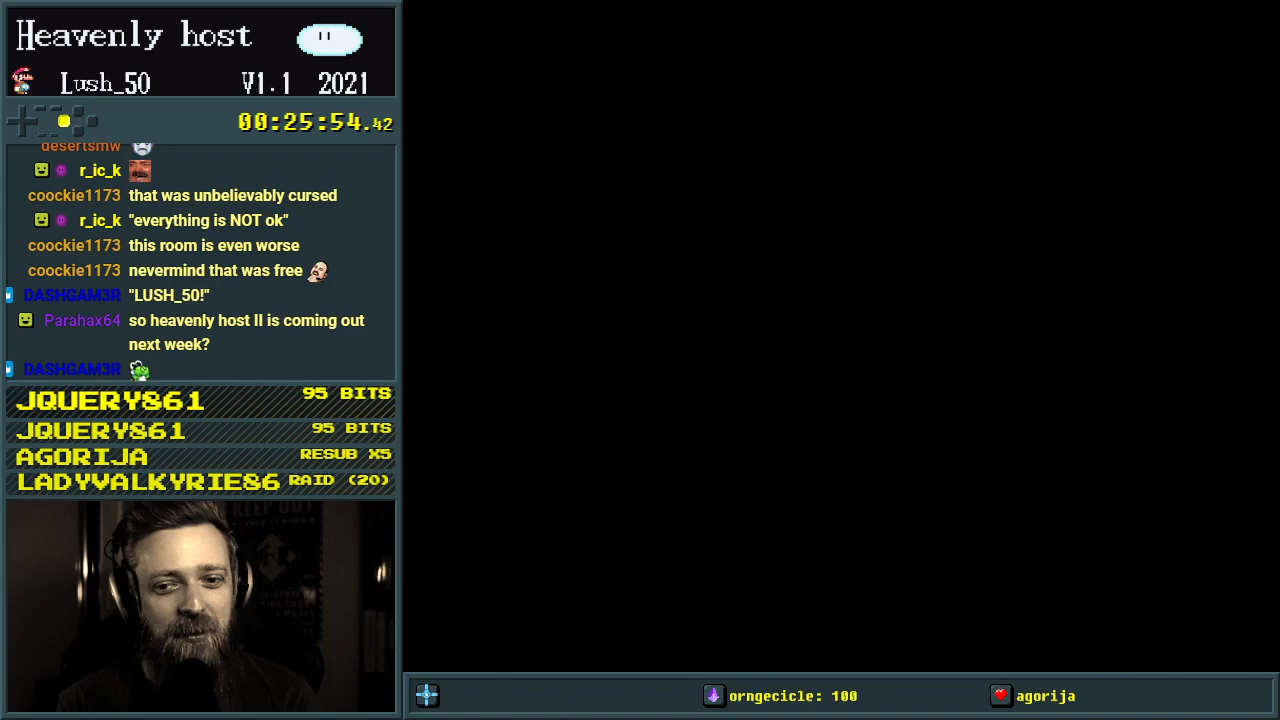 Heavenly host
Lush_50 V1.1 2021
00:25:54.42
desertsmw
r_ic_k
coockie1173 that was unbelievably cursed
r_ic_k "everything is NOT ok"
coockie1173 this room is even worse
coockie1173 nevermind that was free
DASHGAM3R "LUSH_50!"
Parahax64 so heavenly host II is coming out
next week?
DASHGAM3R
JQUERY861 95 BITS
JQUERY861 95 BITS
AGORIJA RESUB X5
LADYVALKYRIE86 RAID (20)
KEEP OUT
orngecicle: 100 agorija